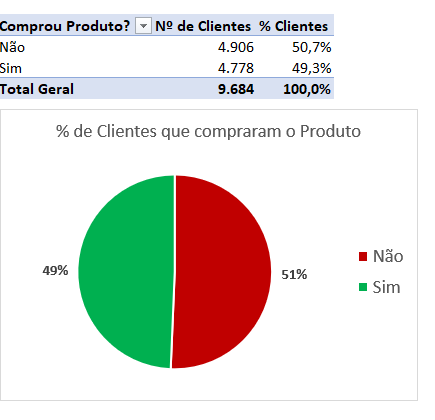 Comprou Produto? Nº de Clientes % Clientes
Não 4.906 50,7%
Sim 4.778 49,3%
Total Geral 9.684 100,0%
% de Clientes que compraram o Produto
49%
51%
Não
Sim